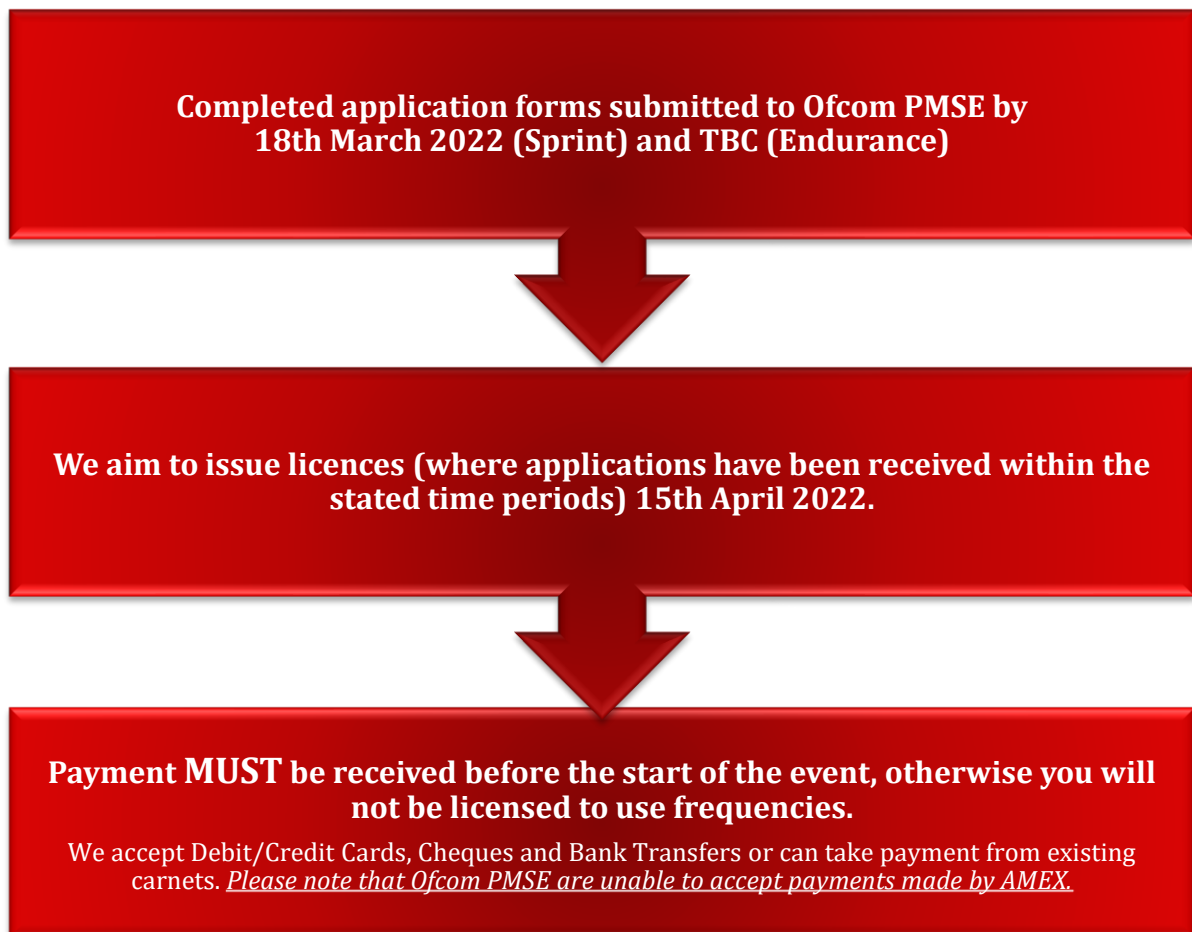 Completed application forms submitted to Ofcom PMSE by
18th March 2022 (Sprint) and TBC (Endurance)
We aim to issue licences (where applications have been received within the
stated time periods) 15th April 2022.
Payment MUST be received before the start of the event, otherwise you will
not be licensed to use frequencies.
We accept Debit/Credit Cards, Cheques and Bank Transfers or can take payment from existing
carnets. Please note that Ofcom PMSE are unable to accept payments made by AMEX.